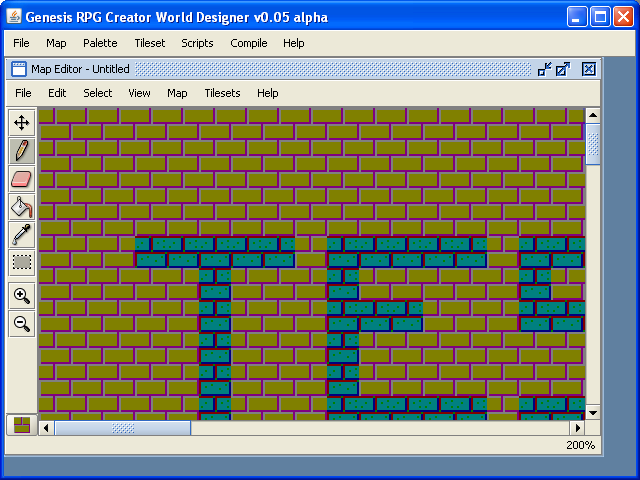 Genesis RPG Creator World Designer v0.05 alpha
File Map Palette Tileset Scripts Compile Help
Map Editor - Untitled
File Edit Select View Map Tilesets Help
TES
200%